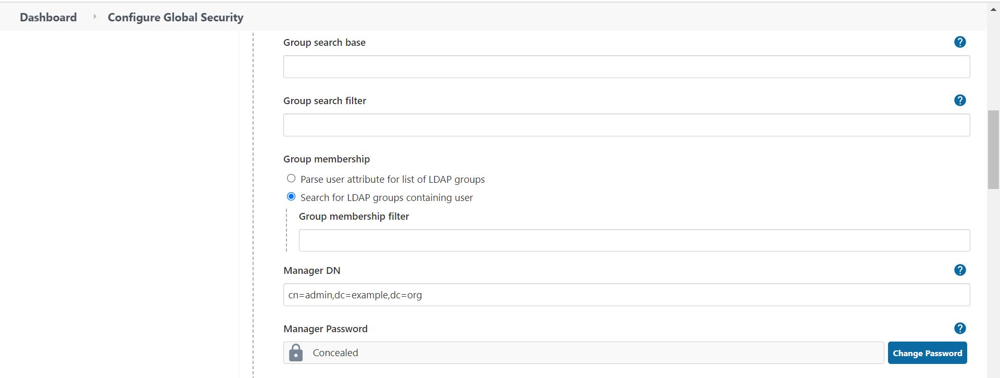 Dashboard Configure Global Security
Group search base ?
Group search filter ?
Group membership
Parse user attribute for list of LDAP groups
Search for LDAP groups containing user
Group membership filter
Manager DN ?
cn=admin,dc=example,dc=org
Manager Password ?
Concealed Change Password